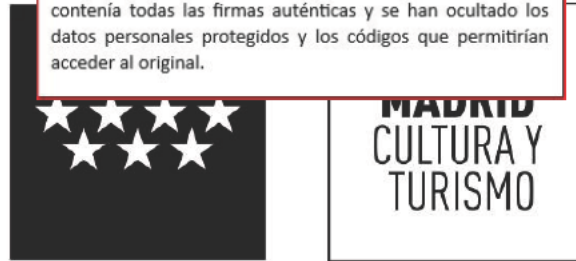 contenía todas las firmas auténticas y se han ocultado los
datos personales protegidos y los códigos que permitirían
acceder al original.
MADRID
CULTURA Y
TURISMO